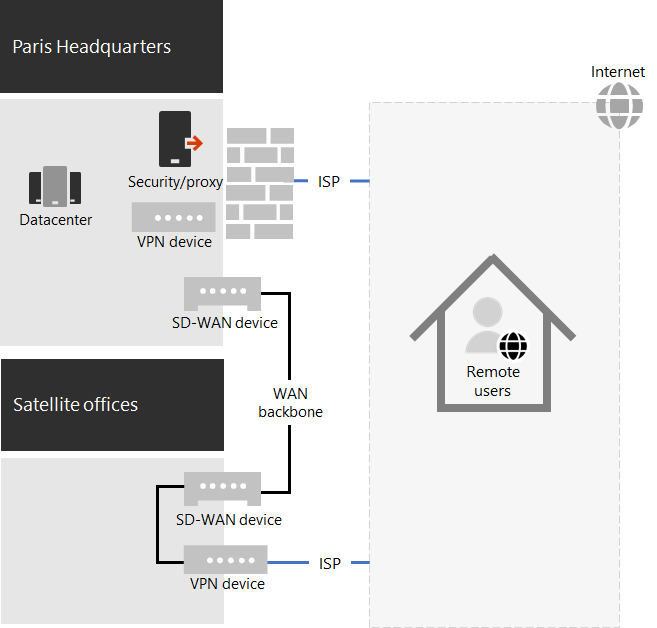 Paris Headquarters
Internet
Security/proxy
ISP
Datacenter
VPN device
SD-WAN device
Remote
users
WAN
backbone
Satellite offices
SD-WAN device
ISP
VPN device